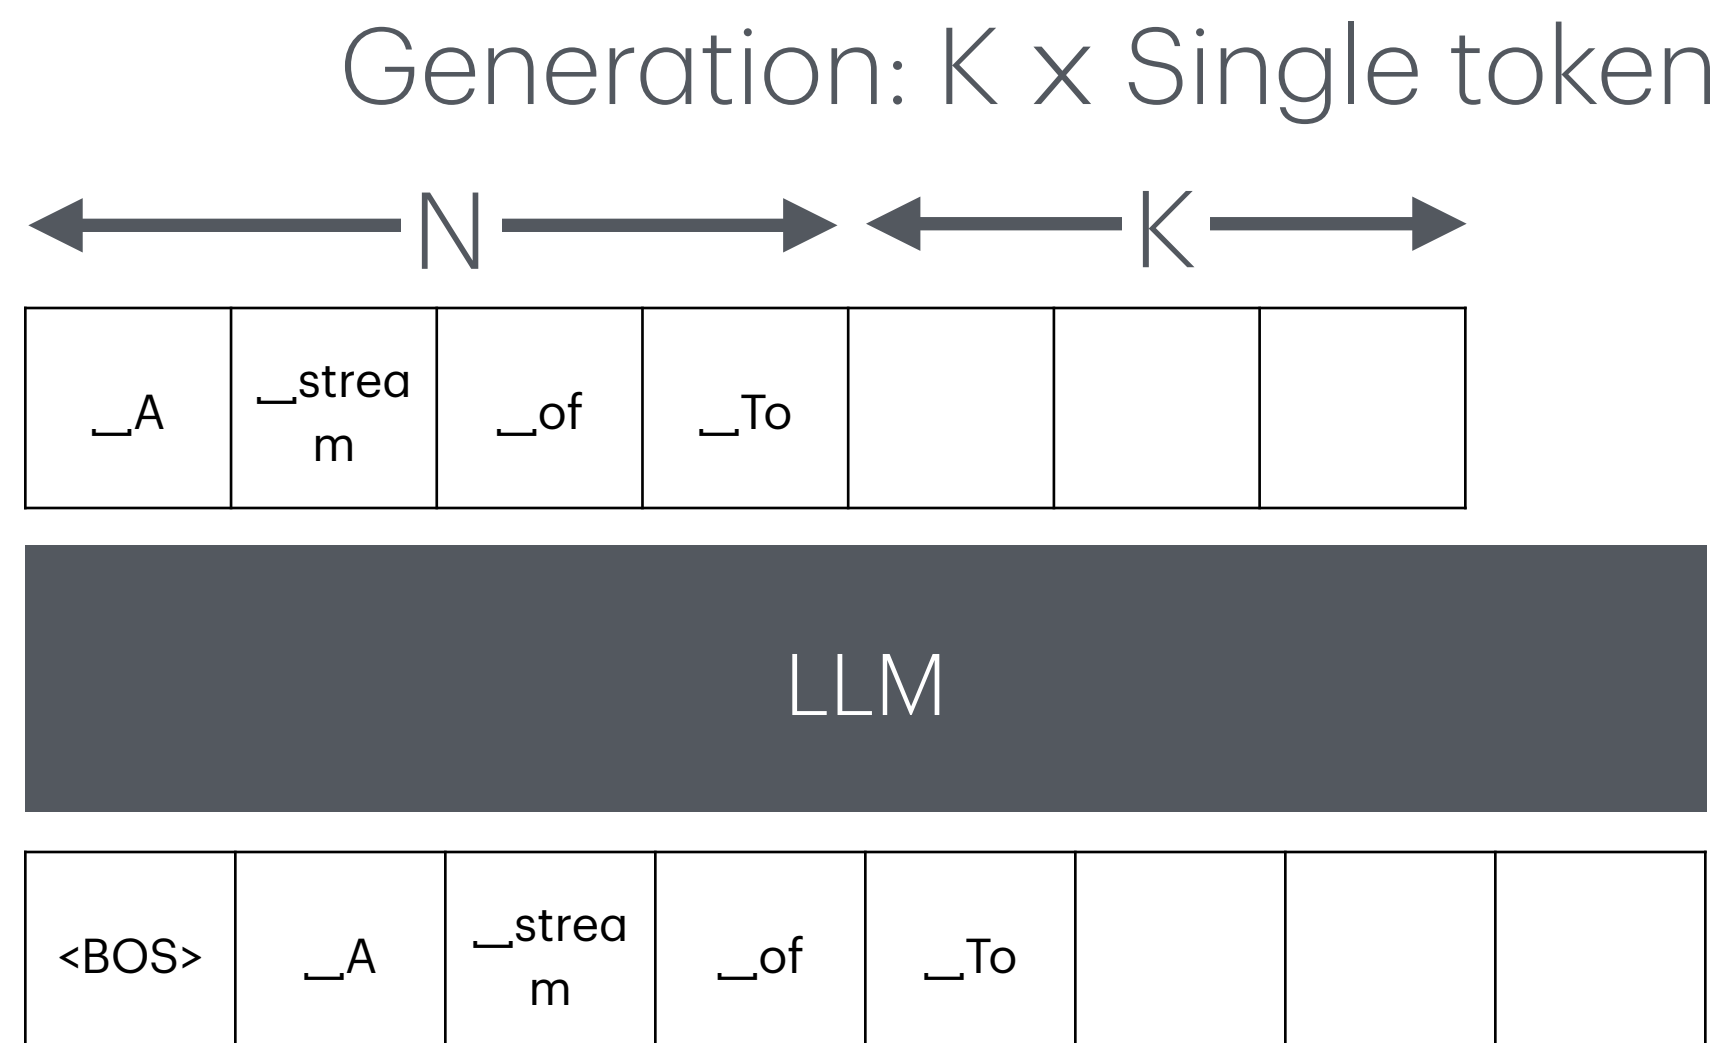 Generation: K x Single token
N K
⎵A ⎵strea ⎵of ⎵To
m
LLM
<BOS> ⎵A ⎵strea ⎵of ⎵To
m